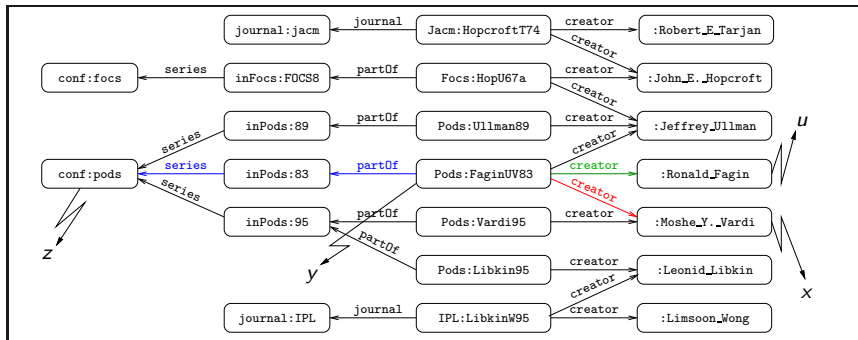 journal:jacm journal Jacm:HopcroftT74 creator :Robert_E_Tarjan
creator
conf:focs series inFocs:FOCS8 partOf Focs:HopU67a creator :John_E._Hopcroft
creator
series inPods:89 partOf Pods:Ullman89 creator :Jeffrey_Ullman u
creator
conf:pods series inPods:83 partOf Pods:FaginUV83 creator :Ronald_Fagin
series creator
inPods:95 partOf Pods:Vardi95 creator :Moshe_Y._Vardi
z partOf
y Pods:Libkin95 creator :Leonid_Libkin
creator x
journal:IPL journal IPL:LibkinW95 creator :Limsoon_Wong